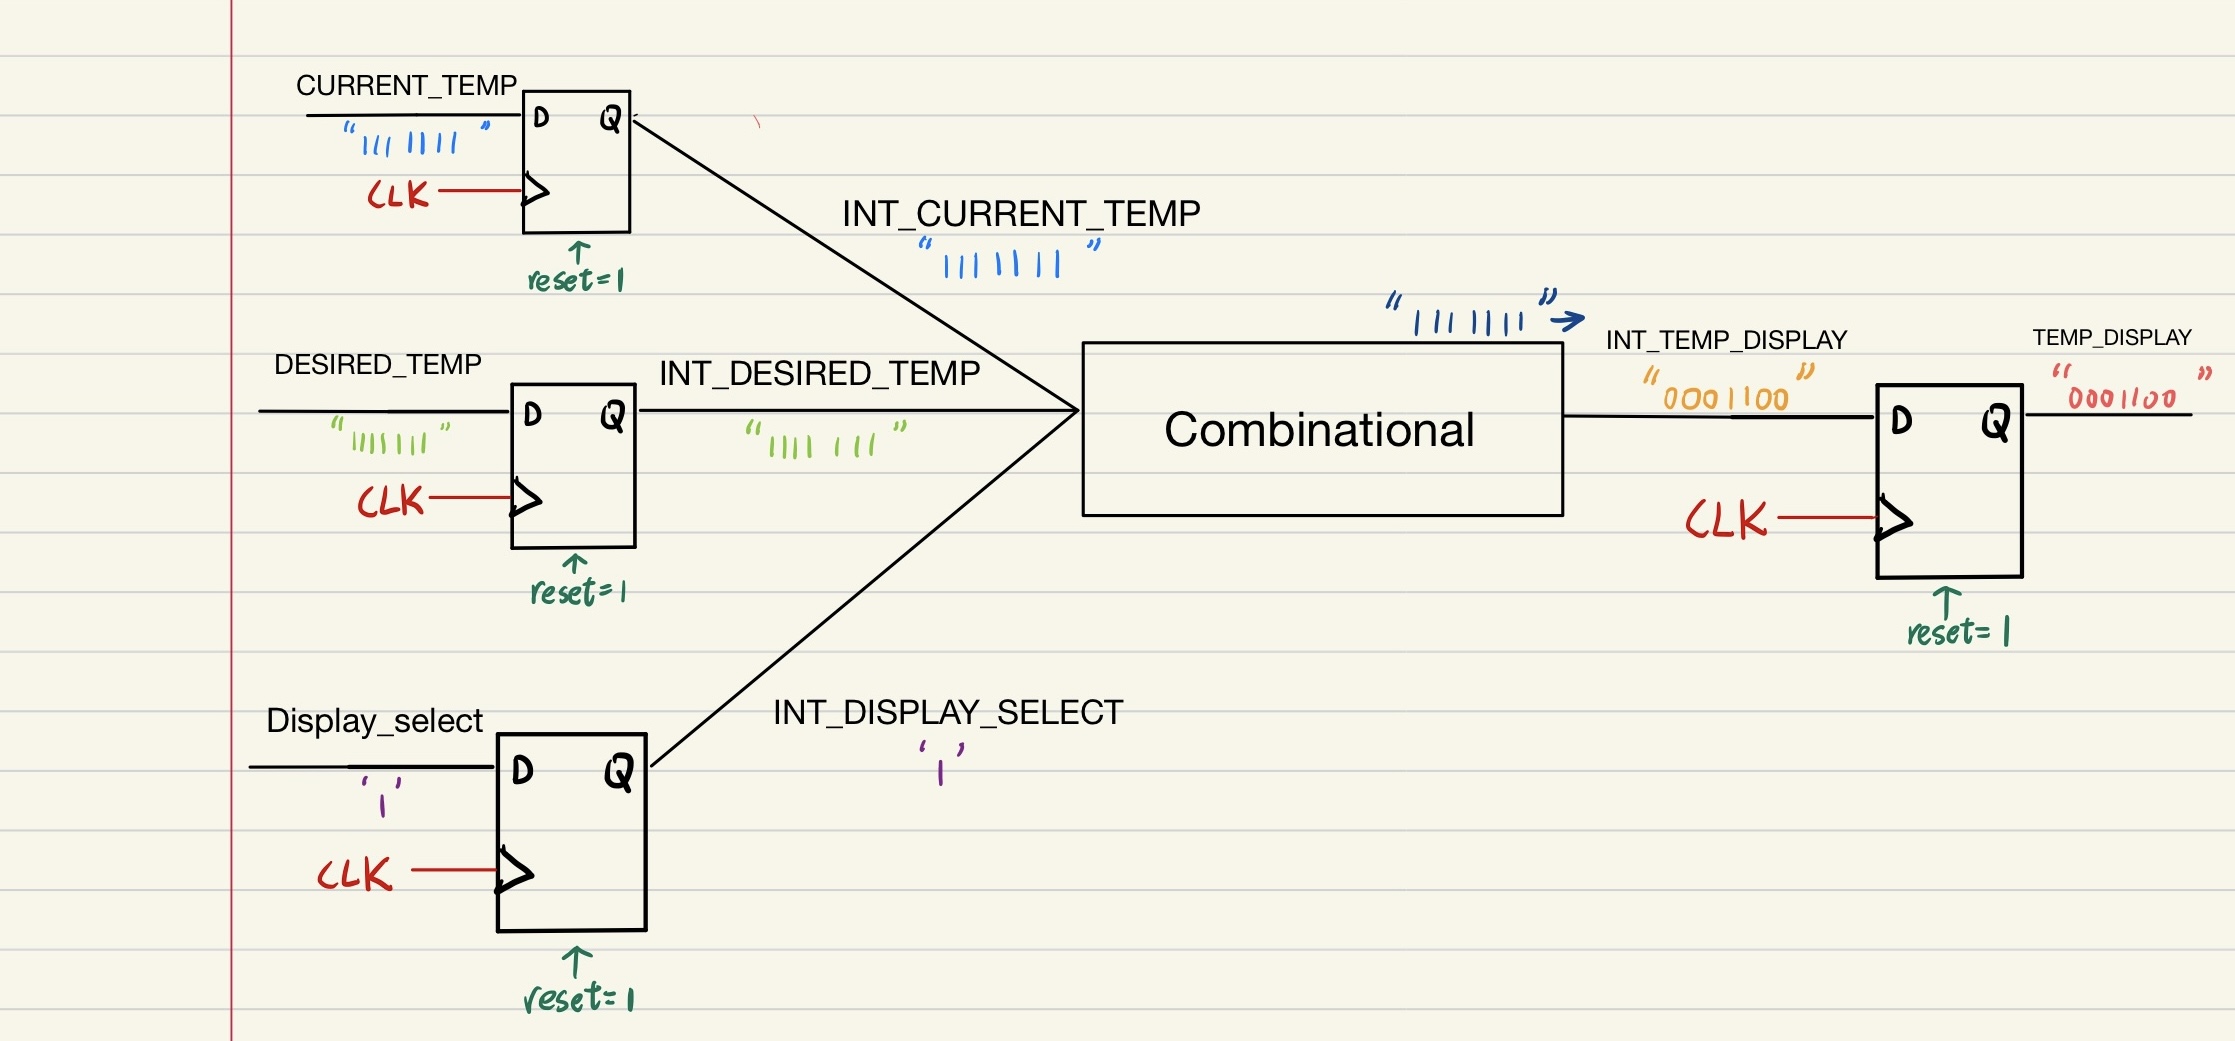 CURRENT_TEMP
"1111111"
D Q
CLK
reset=1
INT_CURRENT_TEMP
"1111111"
DESIRED_TEMP
"1111111"
D Q
CLK
reset=1
INT_DESIRED_TEMP
"1111111"
Display_select
'1'
D Q
CLK
reset=1
INT_DISPLAY_SELECT
'1'
Combinational
"1111111" →
INT_TEMP_DISPLAY
"0001100"
D Q
CLK
reset=1
TEMP_DISPLAY
"0001100"